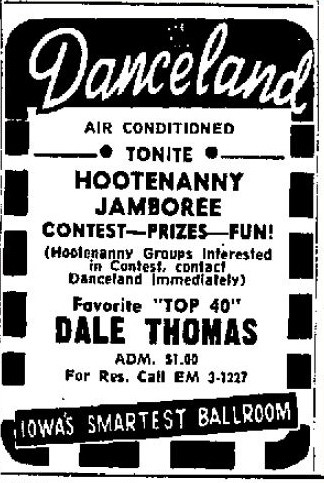 Danceland
AIR CONDITIONED
TONITE
HOOTENANNY
JAMBOREE
CONTEST—PRIZES—FUN!
(Hootenanny Groups Interested
in Contest, contact
Danceland Immediately)
Favorite "TOP 40"
DALE THOMAS
ADM. $1.00
For Res. Call EM 3-1227
IOWA'S SMARTEST BALLROOM